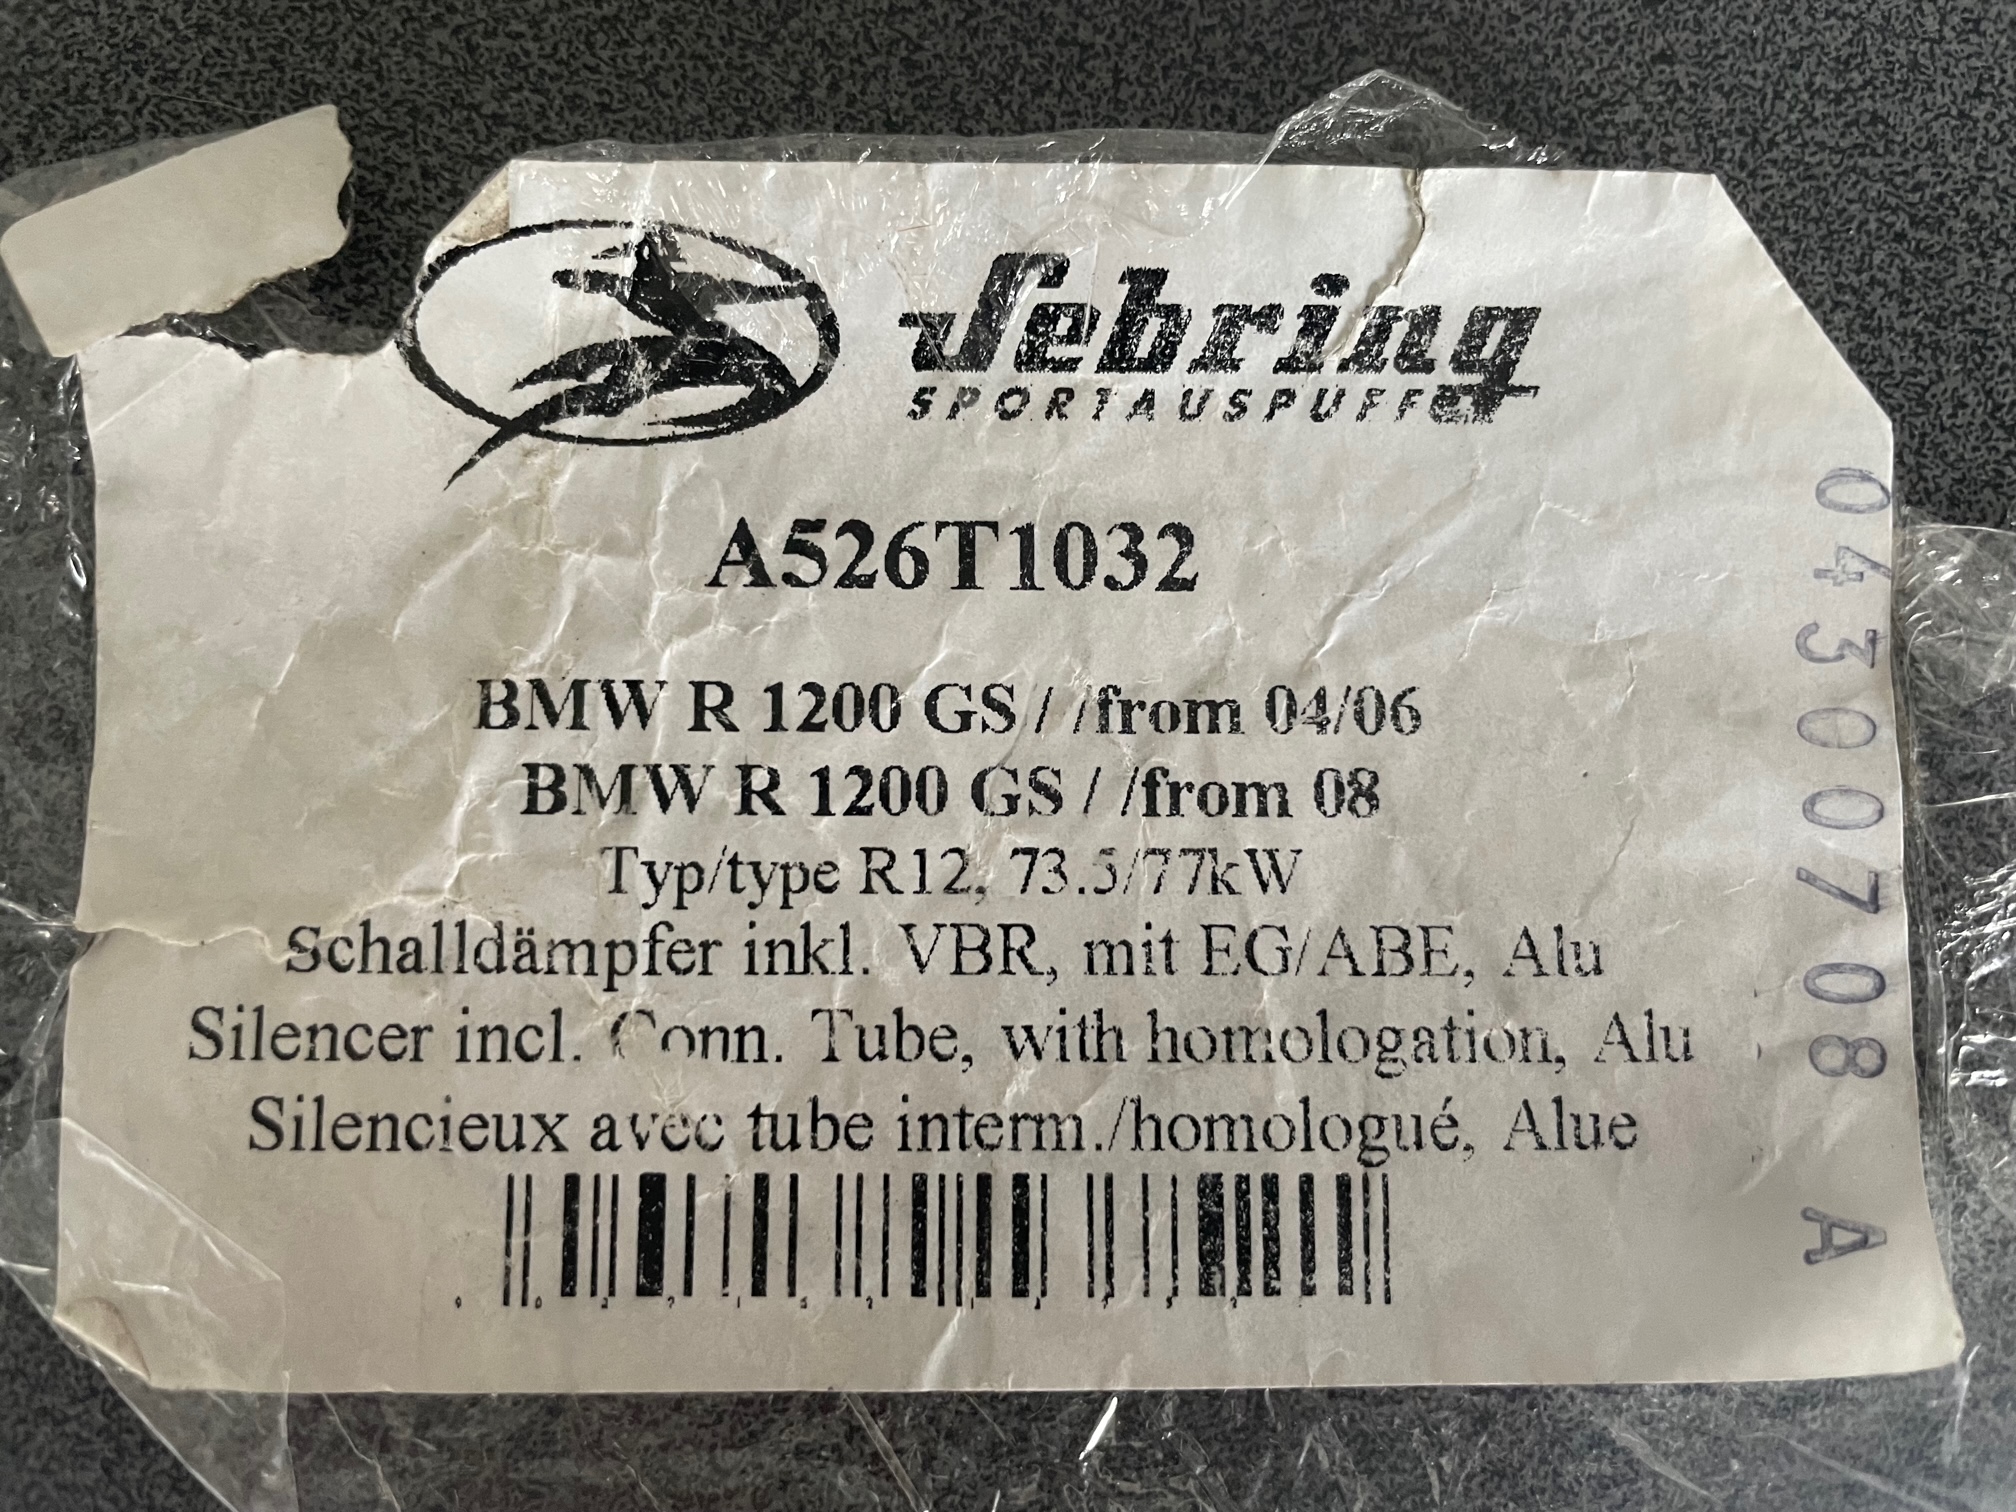 Sebring
SPORTAUSPUFFE
A526T1032
BMW R 1200 GS / /from 04/06
BMW R 1200 GS / /from 08
Typ/type R12, 73.5/77kW
Schalldämpfer inkl. VBR, mit EG/ABE, Alu
Silencer incl. Conn. Tube, with homologation, Alu
Silencieux avec tube interm./homologué, Alue
04300708 A